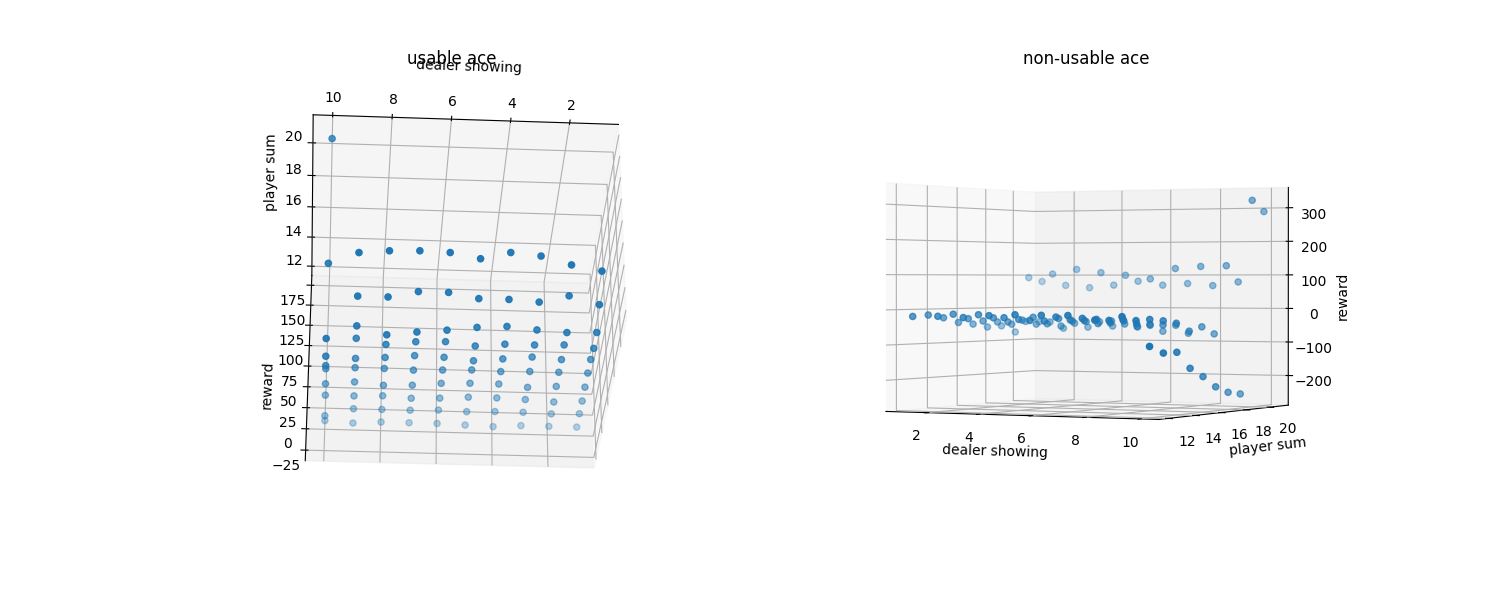 usable ace
dealer showing
10 8 6 4 2
player sum
20
18
16
14
12
175
150
125
100
75
50
25
0
−25
reward
non-usable ace
300
200
100
0
−100
−200
reward
2 4 6 8 10
dealer showing
12 14 16 18 20
player sum